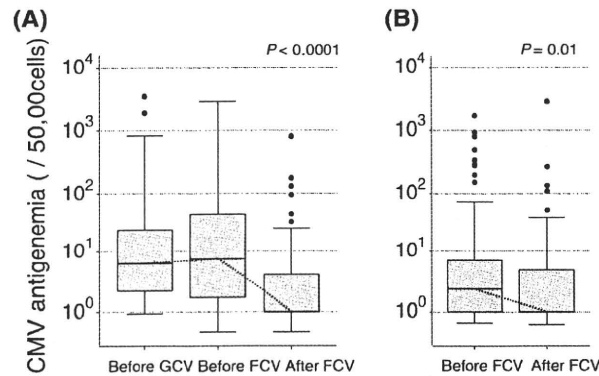 (A)
(B)
P < 0.0001
P = 0.01
CMV antigenemia ( / 50,00cells)
10⁴
10³
10²
10¹
10⁰
10⁴
10³
10²
10¹
10⁰
Before GCV Before FCV After FCV
Before FCV After FCV